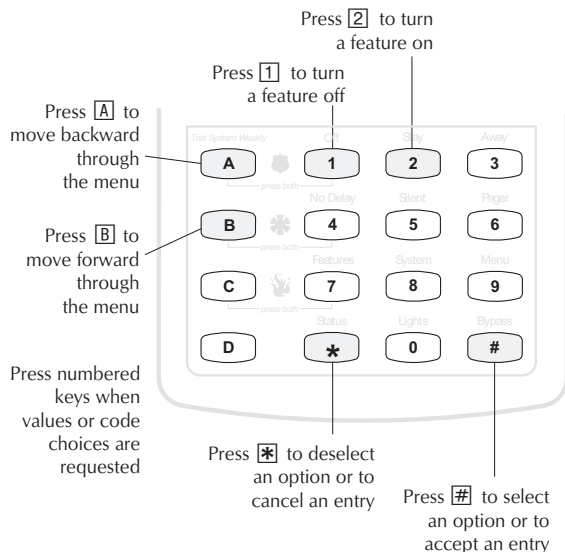 Press 2 to turn
a feature on
Press 1 to turn
a feature off
Press A to
move backward
through
the menu
Test System Weekly
Off
Stay
Away
A
1
2
3
press both
No Delay
Silent
Pager
B
4
5
6
press both
Press B to
move forward
through
the menu
Features
System
Menu
C
7
8
9
press both
Status
Lights
Bypass
D
*
0
#
Press numbered
keys when
values or code
choices are
requested
Press * to deselect
an option or to
cancel an entry
Press # to select
an option or to
accept an entry